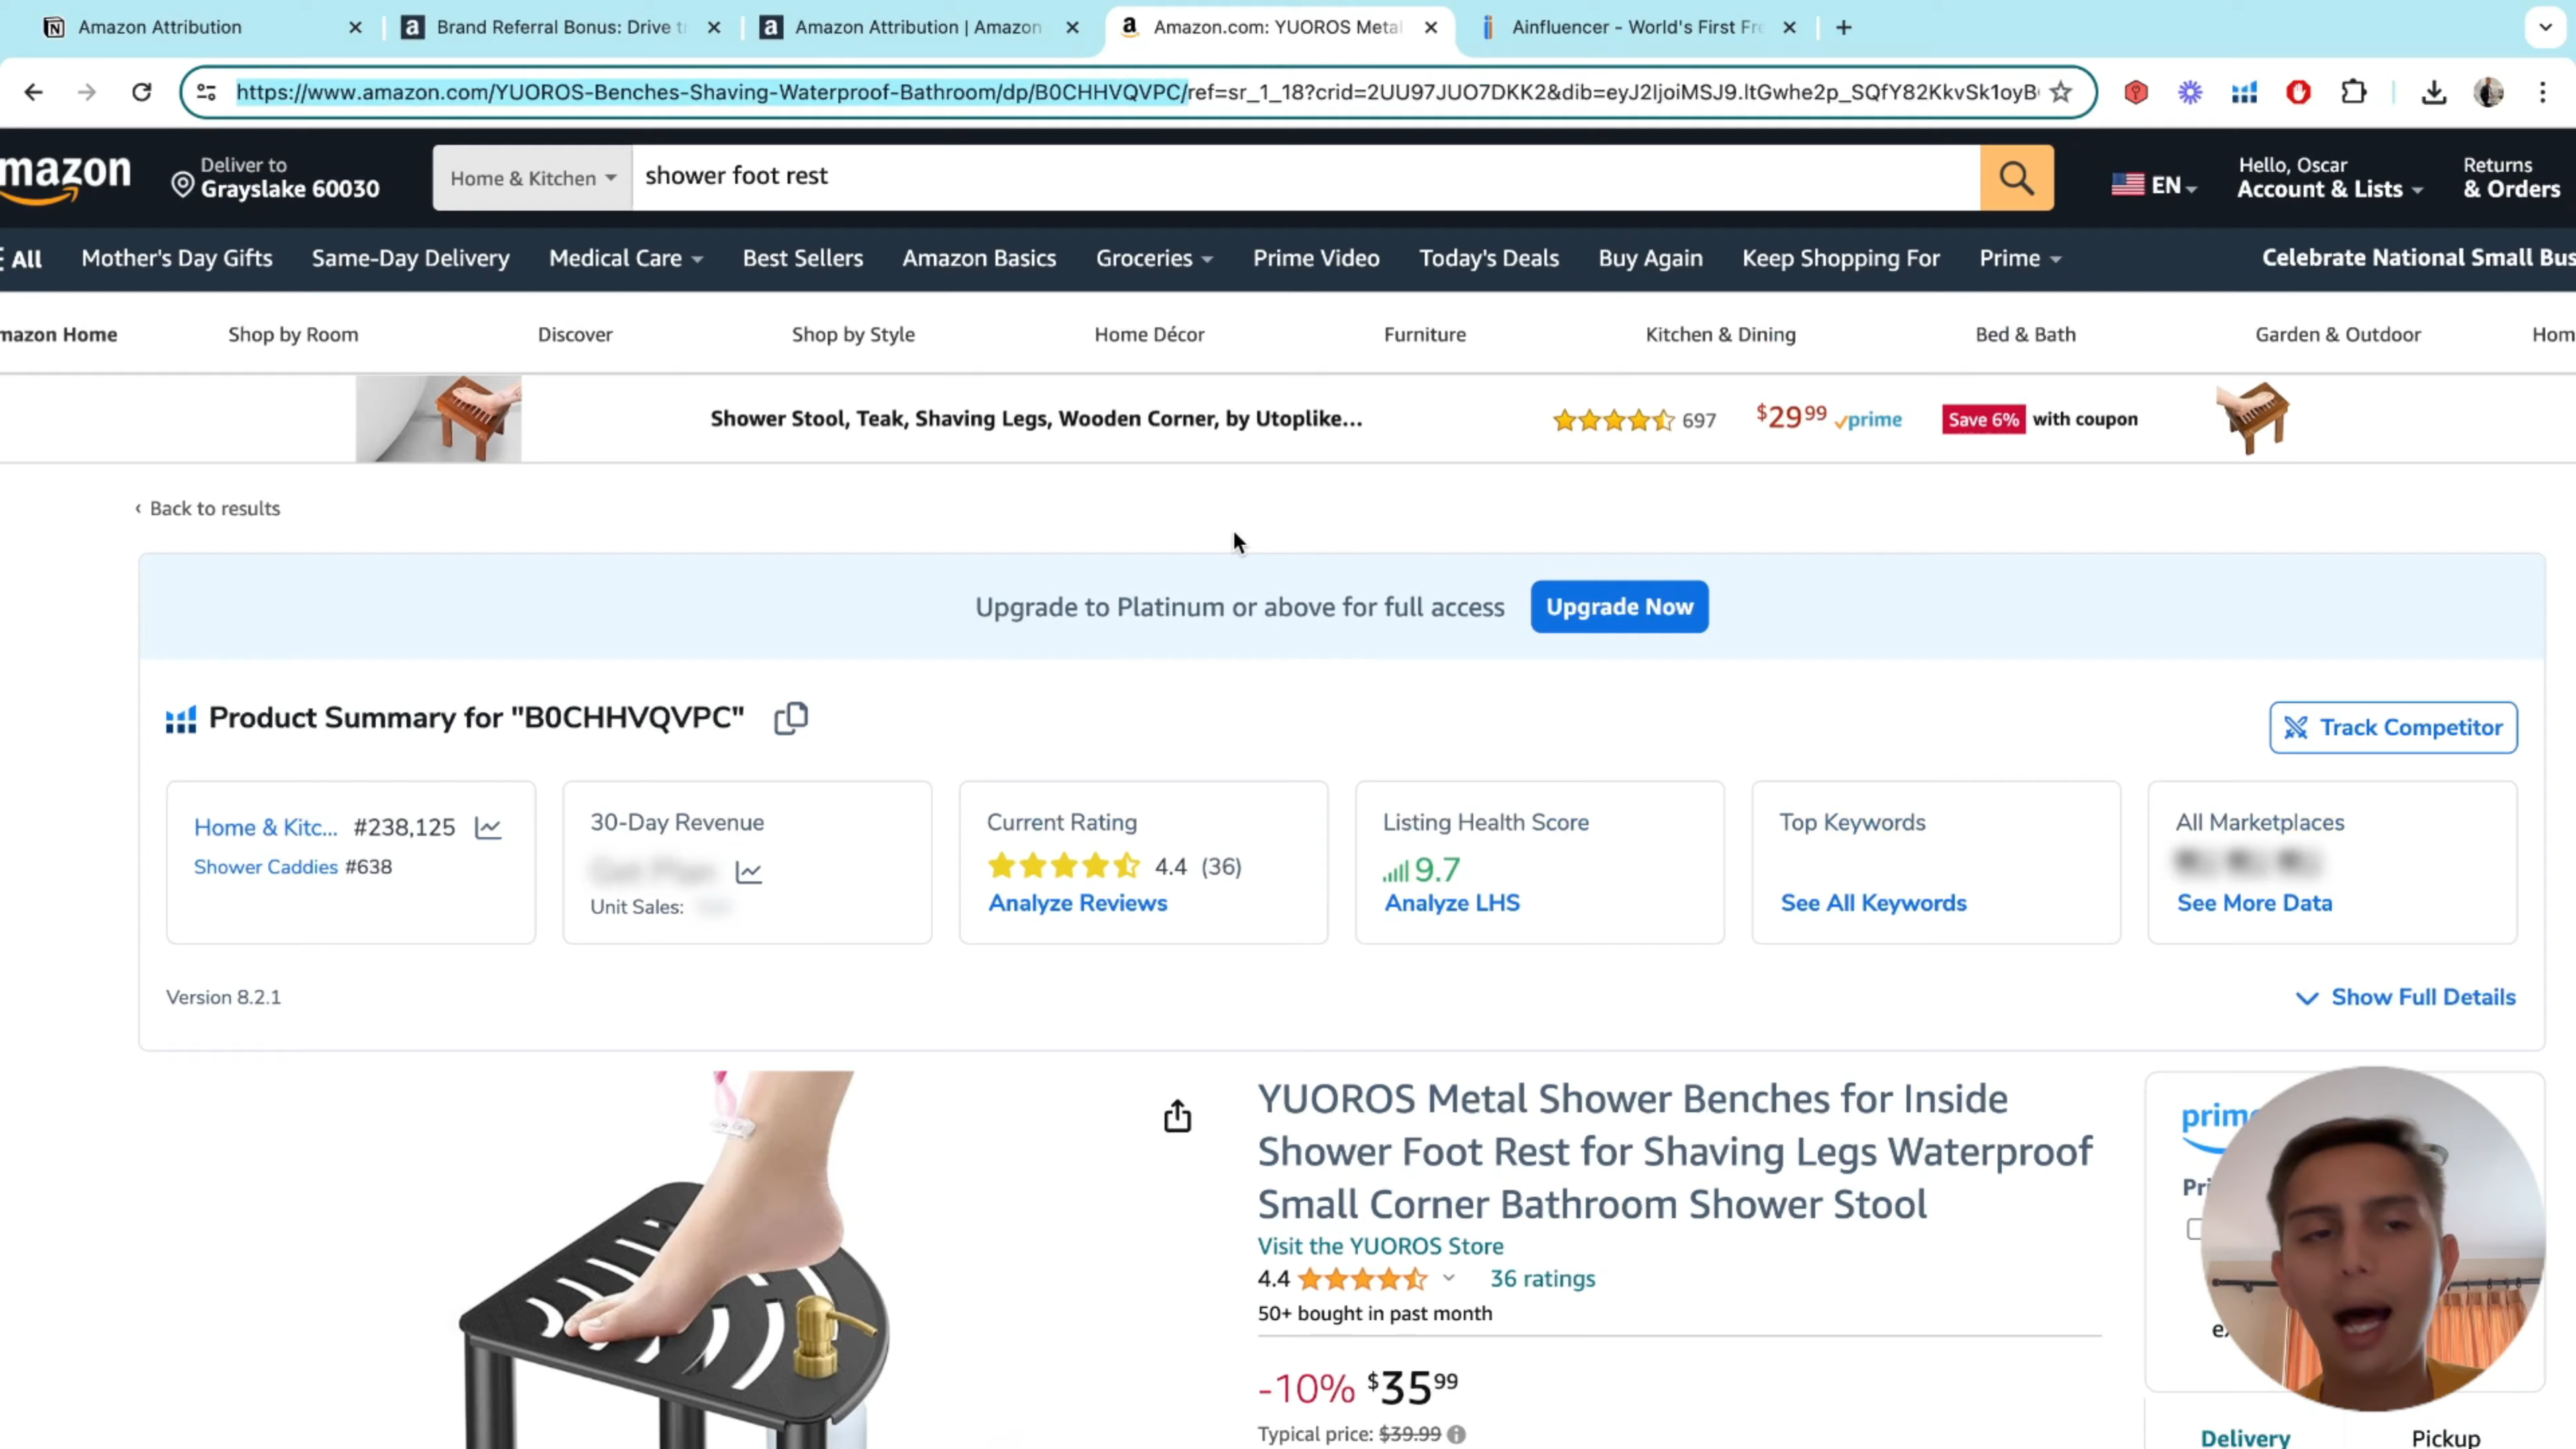 Amazon Attribution
Brand Referral Bonus: Drive tr
Amazon Attribution | Amazon
Amazon.com: YUOROS Metal
Ainfluencer - World's First Fre
https://www.amazon.com/YUOROS-Benches-Shaving-Waterproof-Bathroom/dp/B0CHHVQVPC/ref=sr_1_18?crid=2UU97JUO7DKK2&dib=eyJ2IjoiMSJ9.ltGwhe2p_SQfY82KkvSk1oyB
mazon
Deliver to
Grayslake 60030
Home & Kitchen
shower foot rest
EN
Hello, Oscar
Account & Lists
Returns
& Orders
All
Mother's Day Gifts
Same-Day Delivery
Medical Care
Best Sellers
Amazon Basics
Groceries
Prime Video
Today's Deals
Buy Again
Keep Shopping For
Prime
Celebrate National Small Bus
mazon Home
Shop by Room
Discover
Shop by Style
Home Décor
Furniture
Kitchen & Dining
Bed & Bath
Garden & Outdoor
Hom
Shower Stool, Teak, Shaving Legs, Wooden Corner, by Utoplike...
697
$29.99
prime
Save 6% with coupon
‹ Back to results
Upgrade to Platinum or above for full access
Upgrade Now
Product Summary for "B0CHHVQVPC"
Track Competitor
Home & Kitc... #238,125
Shower Caddies #638
30-Day Revenue
Unit Sales:
Current Rating
4.4 (36)
Analyze Reviews
Listing Health Score
9.7
Analyze LHS
Top Keywords
See All Keywords
All Marketplaces
See More Data
Version 8.2.1
Show Full Details
YUOROS Metal Shower Benches for Inside
Shower Foot Rest for Shaving Legs Waterproof
Small Corner Bathroom Shower Stool
Visit the YUOROS Store
4.4
36 ratings
50+ bought in past month
-10% $35.99
Typical price: $39.99
prime
Pri
Delivery
Pickup